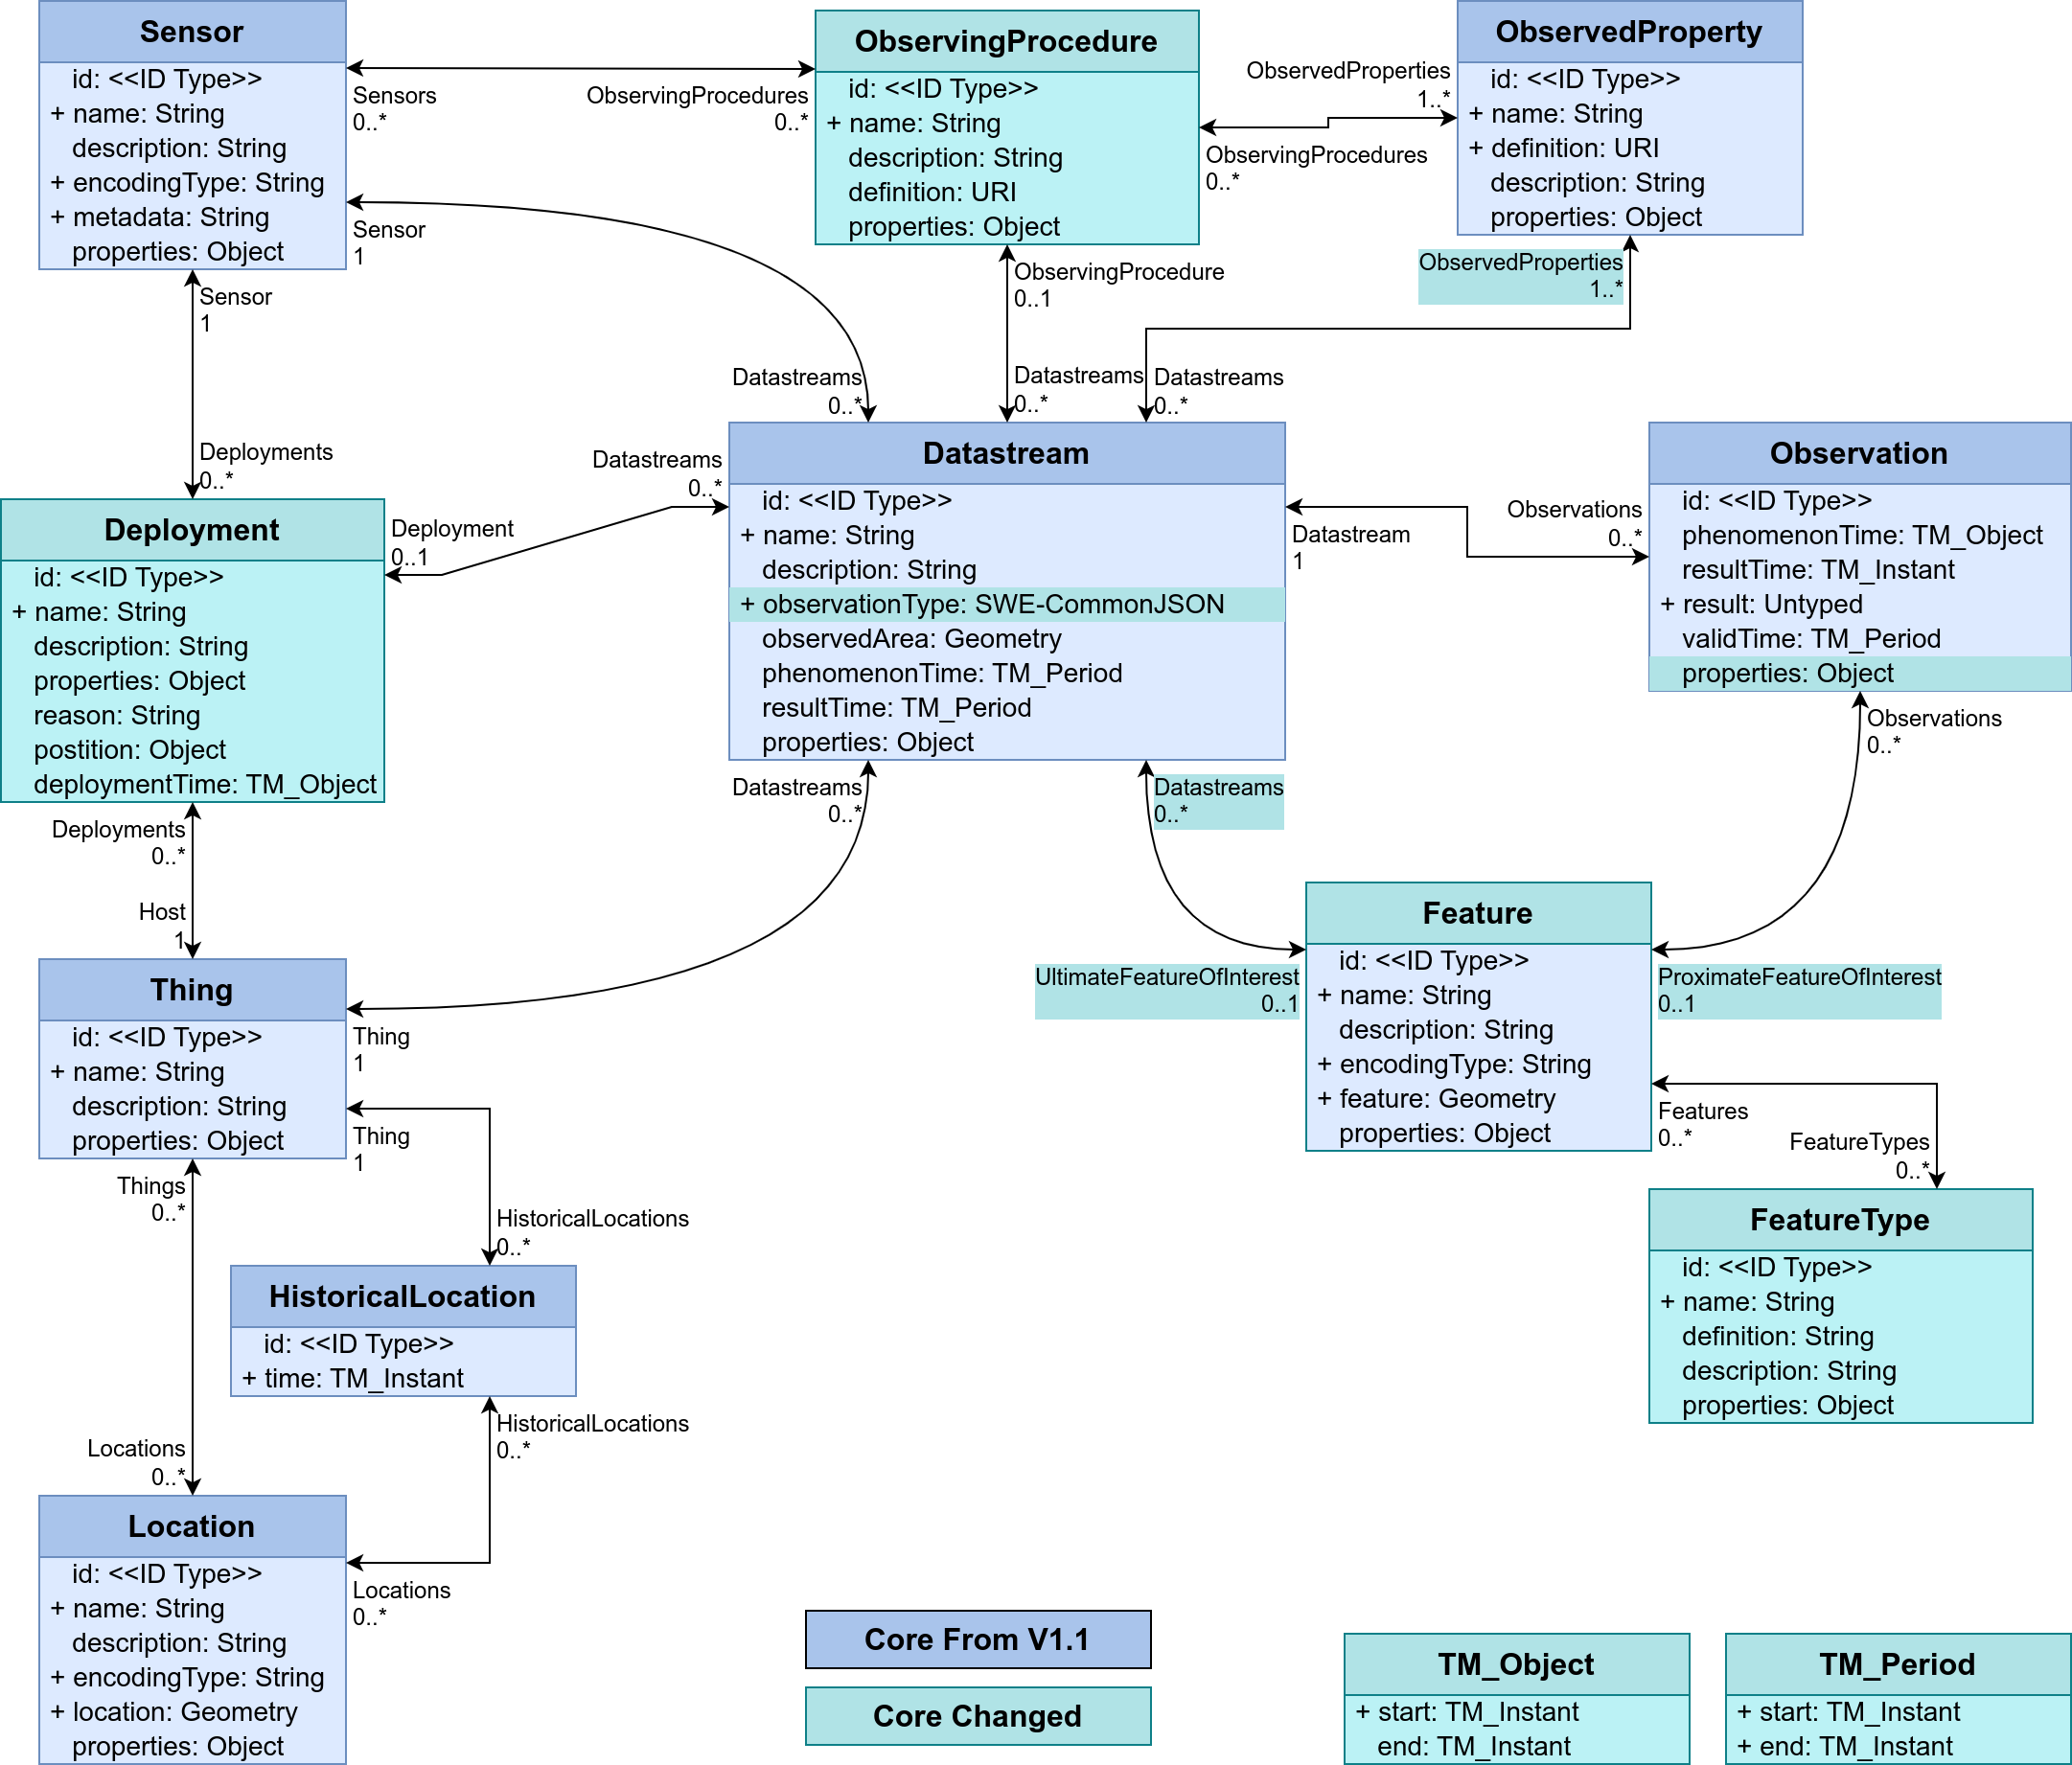 Sensor
id: <<ID Type>>
+ name: String
description: String
+ encodingType: String
+ metadata: String
properties: Object
Sensors
0..*
ObservingProcedures
0..*
Sensor
1
Sensor
1
ObservingProcedure
id: <<ID Type>>
+ name: String
description: String
definition: URI
properties: Object
ObservedProperties
1..*
ObservingProcedures
0..*
ObservedProperty
id: <<ID Type>>
+ name: String
+ definition: URI
description: String
properties: Object
ObservedProperties
1..*
ObservingProcedure
0..1
Datastreams
0..*
Datastreams
0..*
Datastreams
0..*
Deployments
0..*
Datastreams
0..*
Deployment
id: <<ID Type>>
+ name: String
description: String
properties: Object
reason: String
postition: Object
deploymentTime: TM_Object
Deployment
0..1
Datastream
id: <<ID Type>>
+ name: String
description: String
+ observationType: SWE-CommonJSON
observedArea: Geometry
phenomenonTime: TM_Period
resultTime: TM_Period
properties: Object
Datastream
1
Observations
0..*
Observation
id: <<ID Type>>
phenomenonTime: TM_Object
resultTime: TM_Instant
+ result: Untyped
validTime: TM_Period
properties: Object
Observations
0..*
Deployments
0..*
Host
1
Datastreams
0..*
Datastreams
0..*
Thing
id: <<ID Type>>
+ name: String
description: String
properties: Object
Thing
1
Thing
1
UltimateFeatureOfInterest
0..1
Feature
id: <<ID Type>>
+ name: String
description: String
+ encodingType: String
+ feature: Geometry
properties: Object
ProximateFeatureOfInterest
0..1
Features
0..*
FeatureTypes
0..*
FeatureType
id: <<ID Type>>
+ name: String
definition: String
description: String
properties: Object
Things
0..*
HistoricalLocations
0..*
HistoricalLocation
id: <<ID Type>>
+ time: TM_Instant
HistoricalLocations
0..*
Locations
0..*
Location
id: <<ID Type>>
+ name: String
description: String
+ encodingType: String
+ location: Geometry
properties: Object
Locations
0..*
Core From V1.1
Core Changed
TM_Object
+ start: TM_Instant
end: TM_Instant
TM_Period
+ start: TM_Instant
+ end: TM_Instant